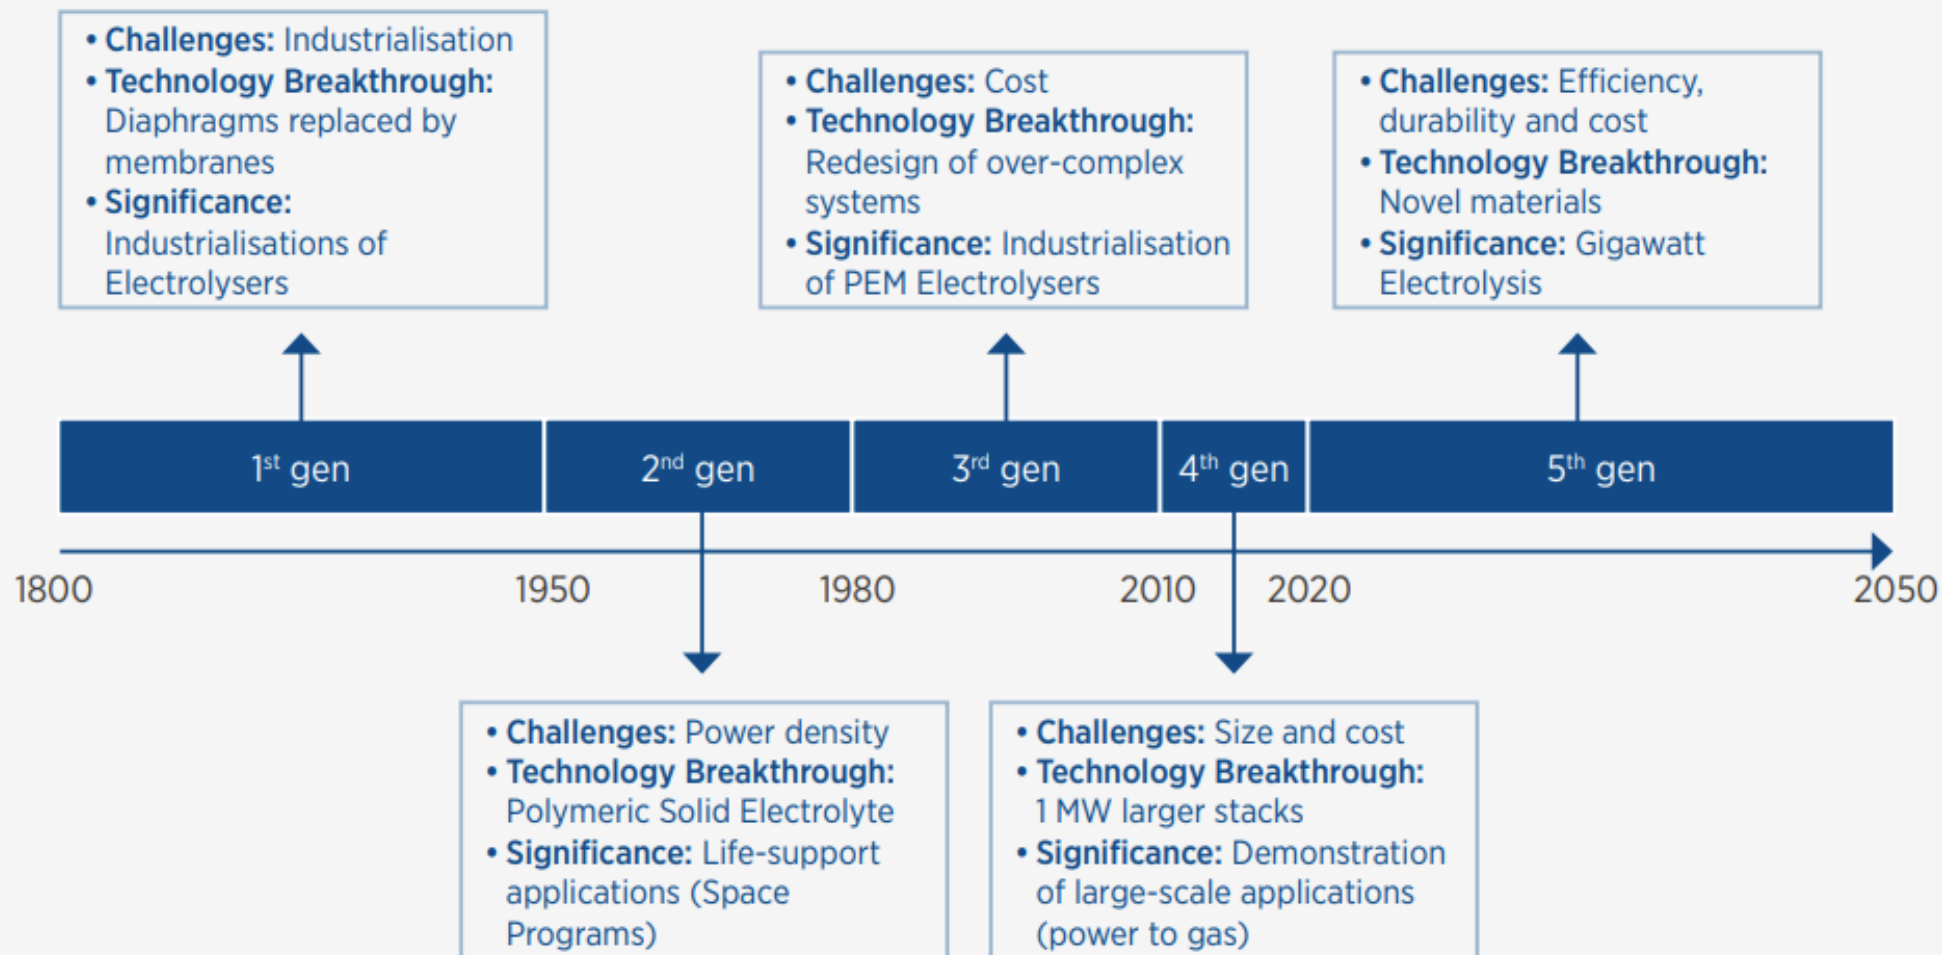 • Challenges: Industrialisation
• Technology Breakthrough:
Diaphragms replaced by
membranes
• Significance:
Industrialisations of
Electrolysers
• Challenges: Cost
• Technology Breakthrough:
Redesign of over-complex
systems
• Significance: Industrialisation
of PEM Electrolysers
• Challenges: Efficiency,
durability and cost
• Technology Breakthrough:
Novel materials
• Significance: Gigawatt
Electrolysis
1st gen
2nd gen
3rd gen
4th gen
5th gen
1800
1950
1980
2010
2020
2050
• Challenges: Power density
• Technology Breakthrough:
Polymeric Solid Electrolyte
• Significance: Life-support
applications (Space
Programs)
• Challenges: Size and cost
• Technology Breakthrough:
1 MW larger stacks
• Significance: Demonstration
of large-scale applications
(power to gas)